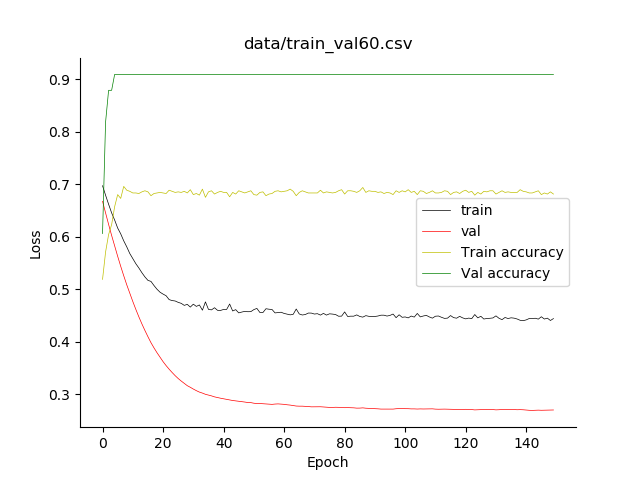 data/train_val60.csv
0.9
0.8
0.7
0.6
0.5
0.4
0.3
Loss
train
val
Train accuracy
Val accuracy
0 20 40 60 80 100 120 140
Epoch